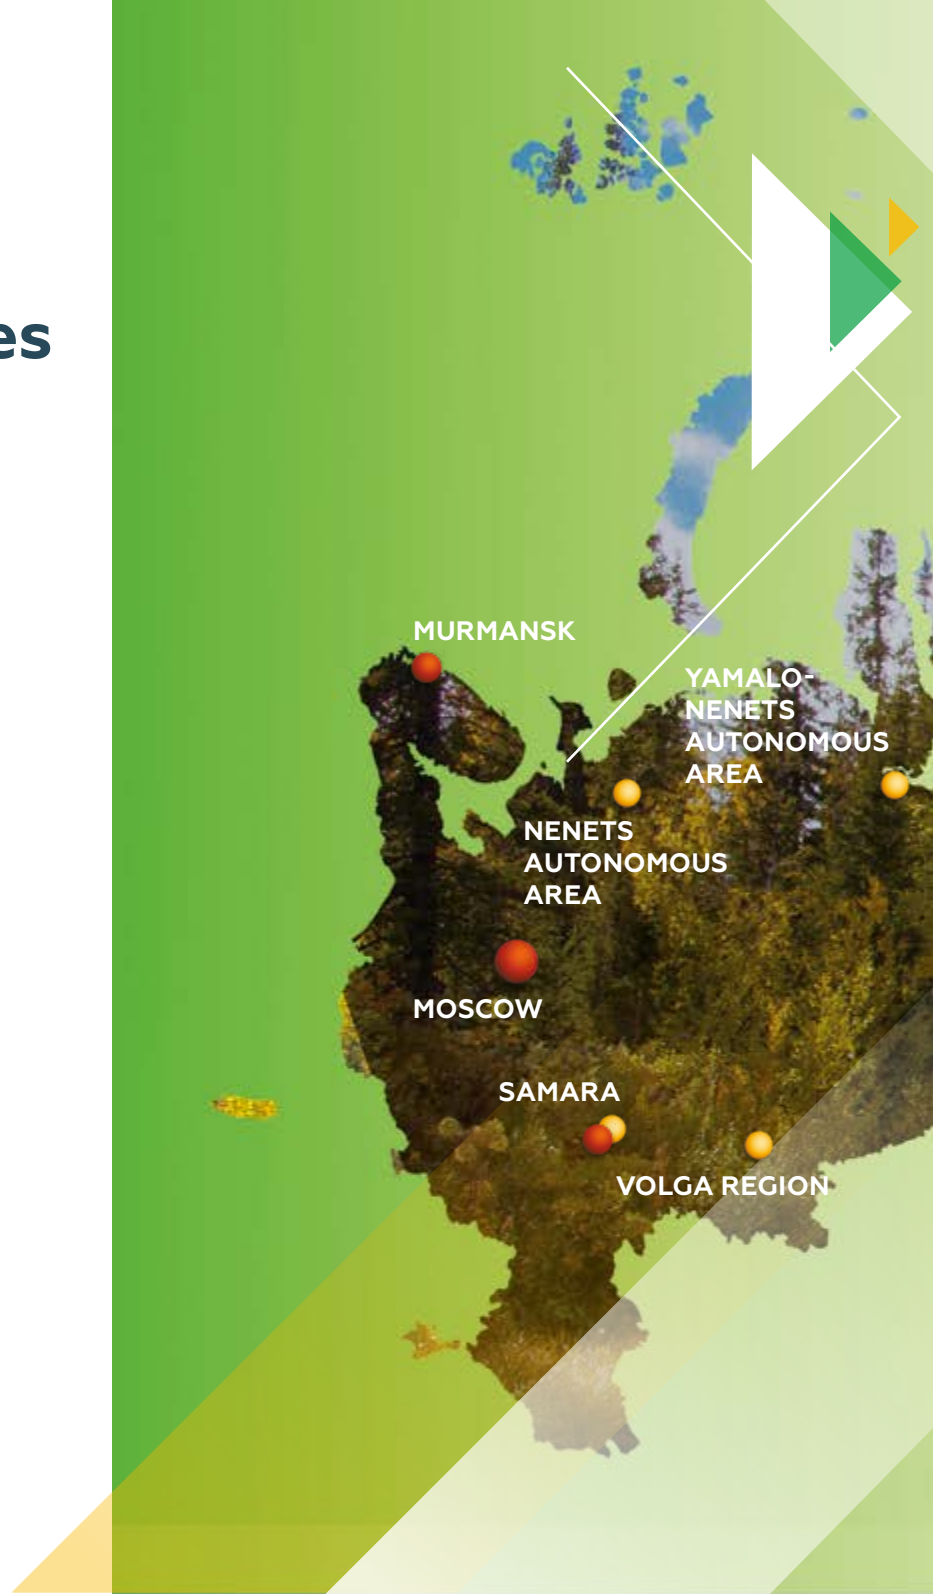 es
MURMANSK
YAMALO-
NENETS
AUTONOMOUS
AREA
NENETS
AUTONOMOUS
AREA
MOSCOW
SAMARA
VOLGA REGION